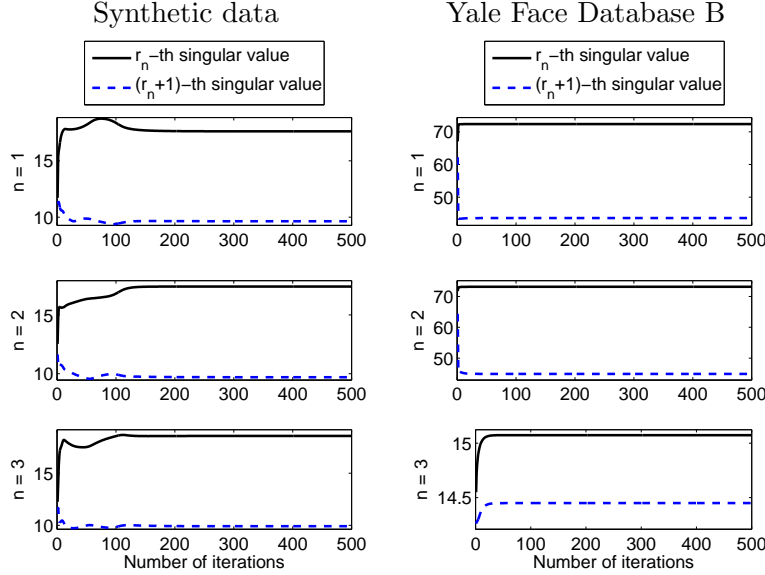 Synthetic data
r_n-th singular value
(r_n+1)-th singular value
n = 1
15
10
0 100 200 300 400 500
n = 2
15
10
0 100 200 300 400 500
n = 3
15
10
0 100 200 300 400 500
Number of iterations
Yale Face Database B
r_n-th singular value
(r_n+1)-th singular value
n = 1
70
60
50
0 100 200 300 400 500
n = 2
70
60
50
0 100 200 300 400 500
n = 3
15
14.5
0 100 200 300 400 500
Number of iterations